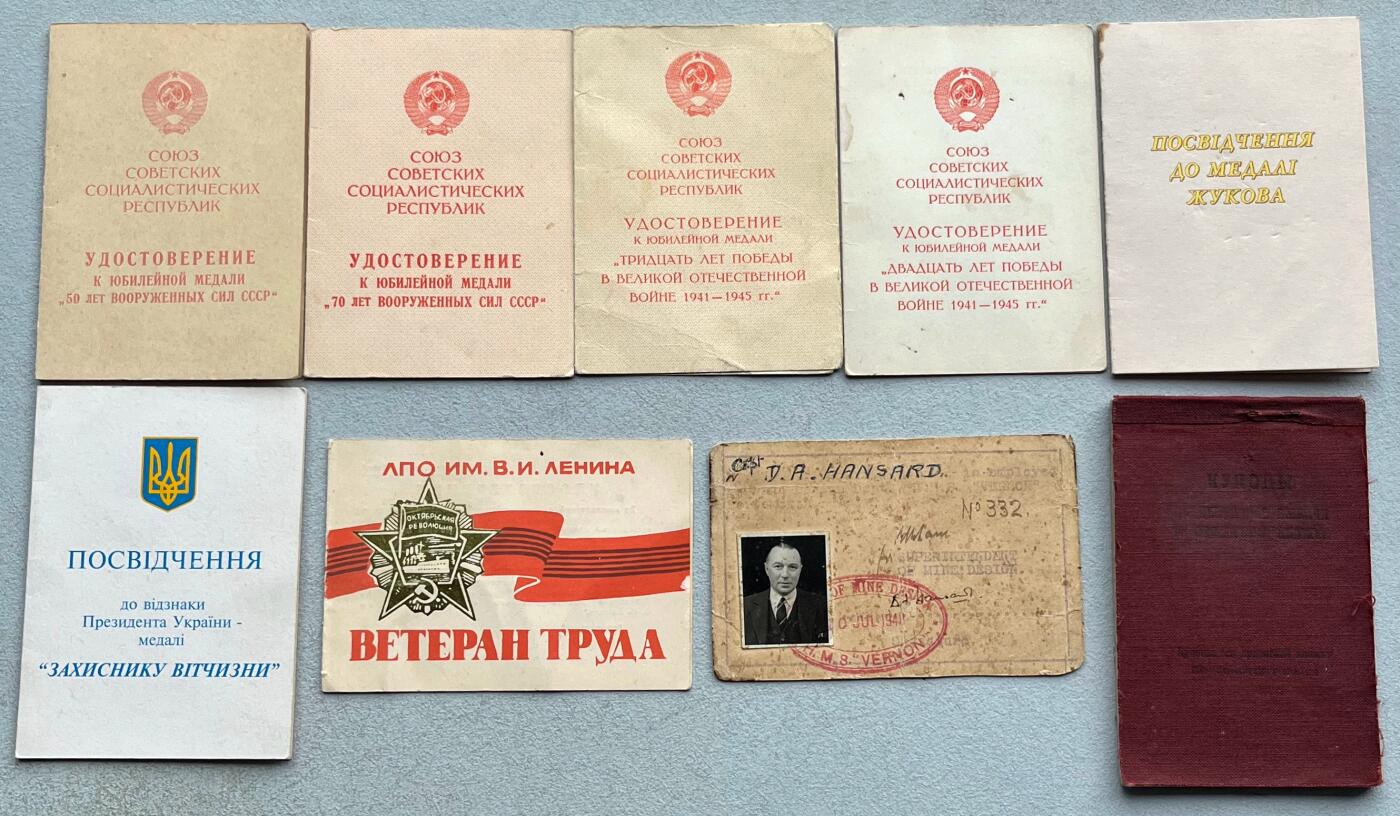 СОЮЗ
СОВЕТСКИХ
СОЦИАЛИСТИЧЕСКИХ
РЕСПУБЛИК
УДОСТОВЕРЕНИЕ
К ЮБИЛЕЙНОЙ МЕДАЛИ
„50 ЛЕТ ВООРУЖЕННЫХ СИЛ СССР“
СОЮЗ
СОВЕТСКИХ
СОЦИАЛИСТИЧЕСКИХ
РЕСПУБЛИК
УДОСТОВЕРЕНИЕ
К ЮБИЛЕЙНОЙ МЕДАЛИ
„70 ЛЕТ ВООРУЖЕННЫХ СИЛ СССР“
СОЮЗ
СОВЕТСКИХ
СОЦИАЛИСТИЧЕСКИХ
РЕСПУБЛИК
УДОСТОВЕРЕНИЕ
К ЮБИЛЕЙНОЙ МЕДАЛИ
„ТРИДЦАТЬ ЛЕТ ПОБЕДЫ
В ВЕЛИКОЙ ОТЕЧЕСТВЕННОЙ
ВОЙНЕ 1941—1945 гг.“
СОЮЗ
СОВЕТСКИХ
СОЦИАЛИСТИЧЕСКИХ
РЕСПУБЛИК
УДОСТОВЕРЕНИЕ
К ЮБИЛЕЙНОЙ МЕДАЛИ
„ДВАДЦАТЬ ЛЕТ ПОБЕДЫ
В ВЕЛИКОЙ ОТЕЧЕСТВЕННОЙ
ВОЙНЕ 1941—1945 гг.“
ПОСВІДЧЕННЯ
ДО МЕДАЛІ
ЖУКОВА
ПОСВІДЧЕННЯ
до відзнаки
Президента України -
медалі
“ЗАХИСНИКУ ВІТЧИЗНИ”
ЛПО ИМ. В. И. ЛЕНИНА
ОКТЯБРЬСКАЯ
РЕВОЛЮЦИЯ
ВЕТЕРАН ТРУДА
Capt D. A. HANSARD.
Nº 332.
SUPERINTENDENT
OF MINE DESIGN
OF MINE DES
JUL 1941
H.M.S. VERNON